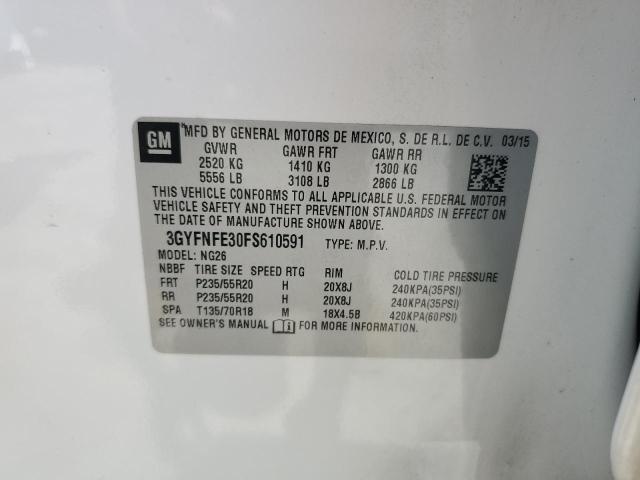 GM
MFD BY GENERAL MOTORS DE MEXICO, S. DE R.L. DE C.V. 03/15
GVWR GAWR FRT GAWR RR
2520 KG 1410 KG 1300 KG
5556 LB 3108 LB 2866 LB
THIS VEHICLE CONFORMS TO ALL APPLICABLE U.S. FEDERAL MOTOR
VEHICLE SAFETY AND THEFT PREVENTION STANDARDS IN EFFECT ON
THE DATE OF MANUFACTURE SHOWN ABOVE.
3GYFNFE30FS610591 TYPE: M.P.V.
MODEL: NG26
NBBF TIRE SIZE SPEED RTG RIM COLD TIRE PRESSURE
FRT P235/55R20 H 20X8J 240KPA(35PSI)
RR P235/55R20 H 20X8J 240KPA(35PSI)
SPA T135/70R18 M 18X4.5B 420KPA(60PSI)
SEE OWNER'S MANUAL FOR MORE INFORMATION.